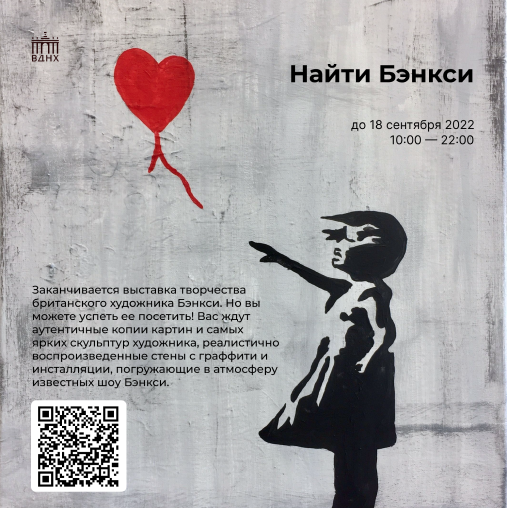 ВДНХ
Найти Бэнкси
до 18 сентября 2022
10:00 — 22:00
Заканчивается выставка творчества
британского художника Бэнкси. Но вы
можете успеть ее посетить! Вас ждут
аутентичные копии картин и самых
ярких скульптур художника, реалистично
воспроизведенные стены с граффити и
инсталляции, погружающие в атмосферу
известных шоу Бэнкси.